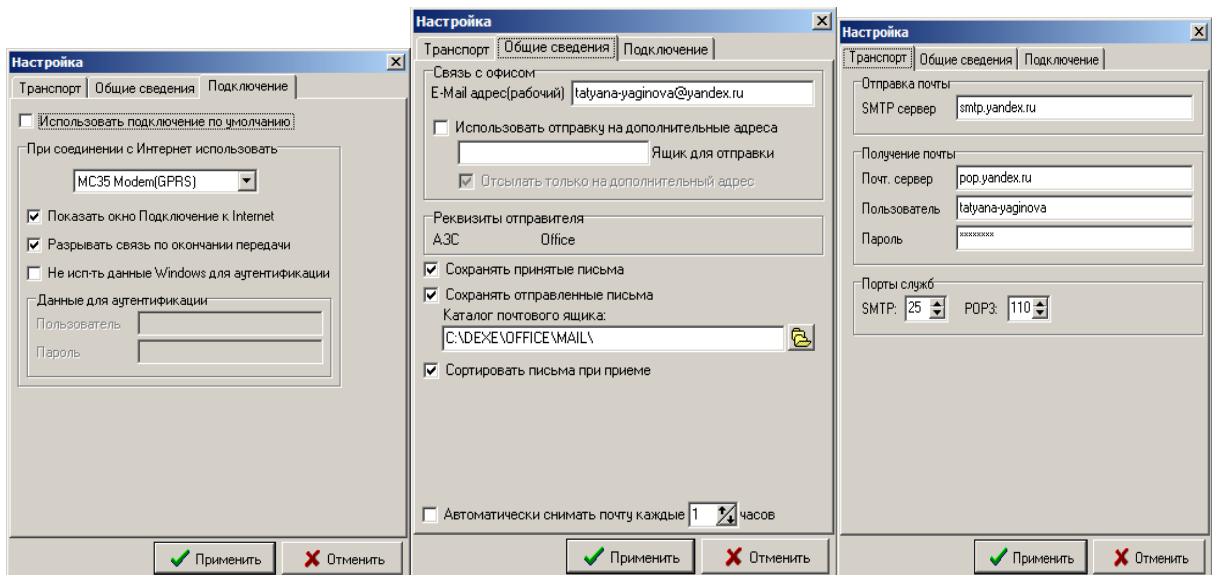 Настройка
Транспорт Общие сведения Подключение
Использовать подключение по умолчанию
При соединении с Интернет использовать
MC35 Modem(GPRS)
Показать окно Подключение к Internet
Разрывать связь по окончании передачи
Не исп-ть данные Windows для аутентификации
Данные для аутентификации
Пользователь
Пароль
Применить Отменить
Настройка
Транспорт Общие сведения Подключение
Связь с офисом
E-Mail адрес(рабочий) tatyana-yaginova@yandex.ru
Использовать отправку на дополнительные адреса
Ящик для отправки
Отсылать только на дополнительный адрес
Реквизиты отправителя
АЗС Office
Сохранять принятые письма
Сохранять отправленные письма
Каталог почтового ящика:
C:\DEXE\OFFICE\MAIL\
Сортировать письма при приеме
Автоматически снимать почту каждые 1 часов
Применить Отменить
Настройка
Транспорт Общие сведения Подключение
Отправка почты
SMTP сервер smtp.yandex.ru
Получение почты
Почт. сервер pop.yandex.ru
Пользователь tatyana-yaginova
Пароль ********
Порты служб
SMTP: 25 POP3: 110
Применить Отменить